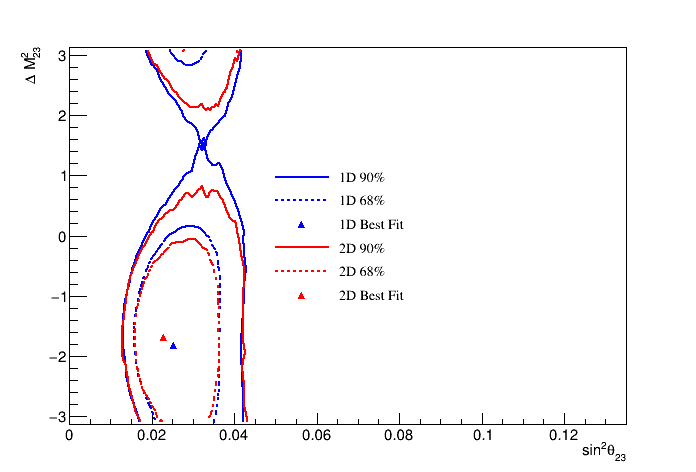 Δ M²₂₃
3
2
1
0
−1
−2
−3
1D 90%
1D 68%
1D Best Fit
2D 90%
2D 68%
2D Best Fit
0 0.02 0.04 0.06 0.08 0.1 0.12
sin²θ₂₃